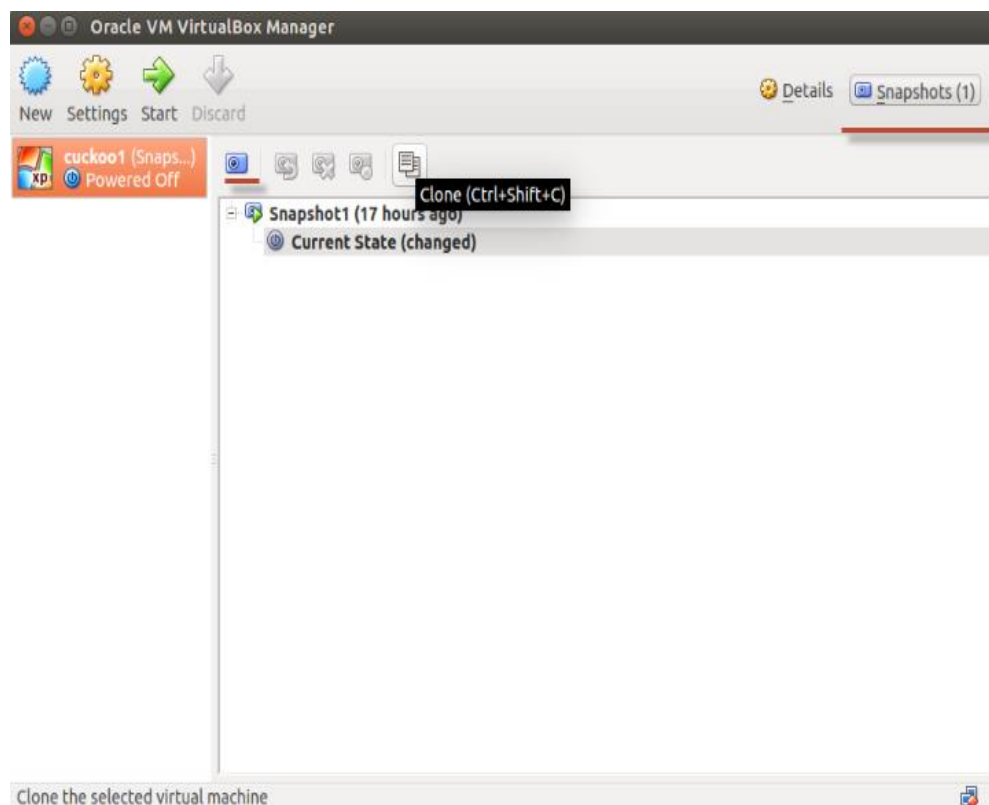 Oracle VM VirtualBox Manager
New Settings Start Discard
Details Snapshots (1)
cuckoo1 (Snaps...)
Powered Off
xp
Clone (Ctrl+Shift+C)
Snapshot1 (17 hours ago)
Current State (changed)
Clone the selected virtual machine